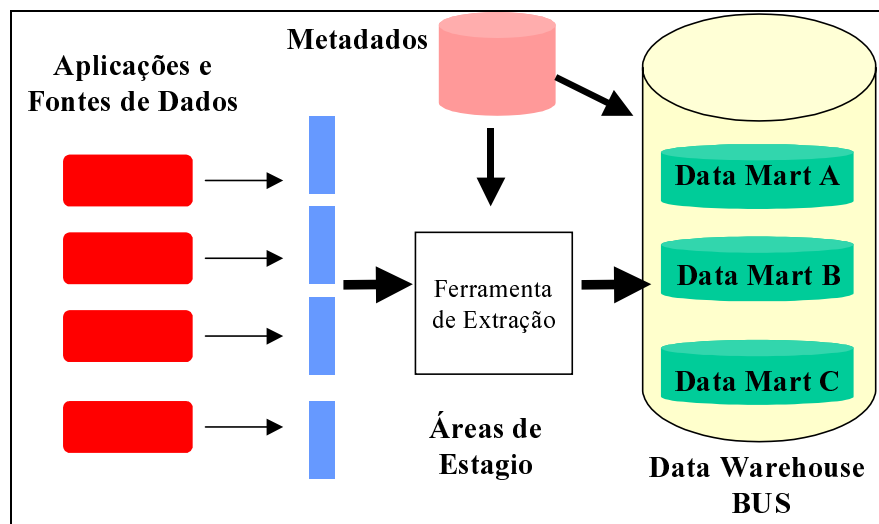 Metadados
Aplicações e
Fontes de Dados
Data Mart A
Data Mart B
Ferramenta
de Extração
Data Mart C
Áreas de
Estagio
Data Warehouse
BUS